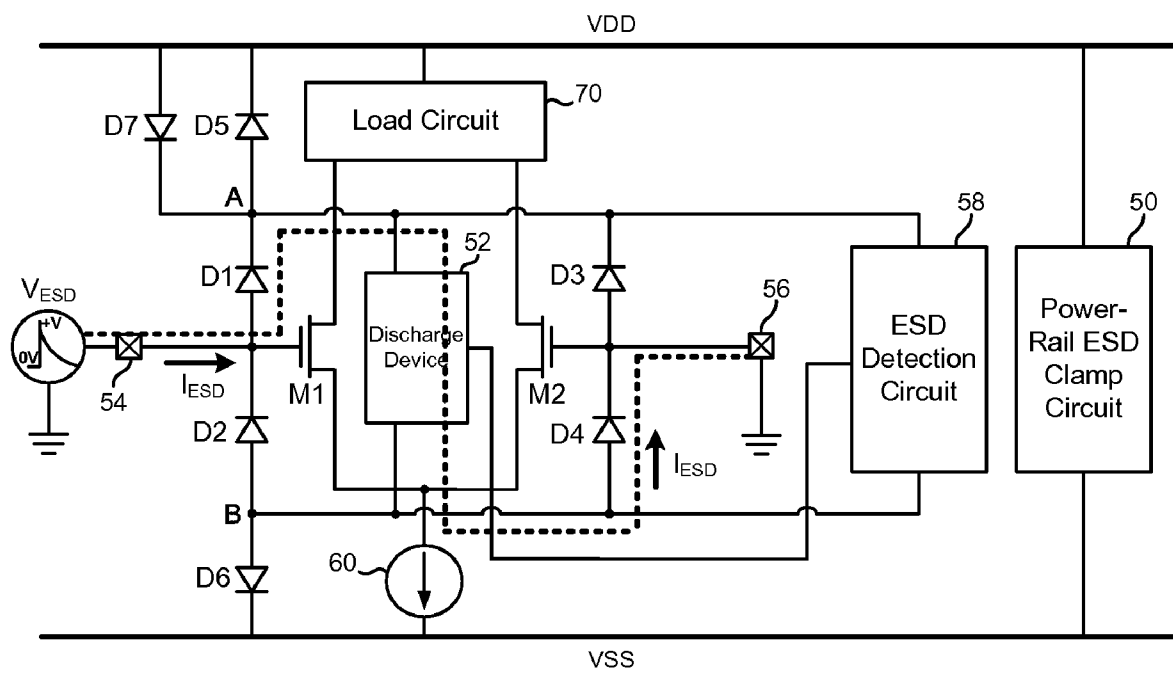 VDD
70
Load Circuit
D7
D5
A
58
50
52
V_ESD
D1
D3
56
+V
0V
Discharge
Device
ESD
Detection
Circuit
Power-
Rail ESD
Clamp
Circuit
54
I_ESD
M1
M2
D2
D4
I_ESD
B
60
D6
VSS